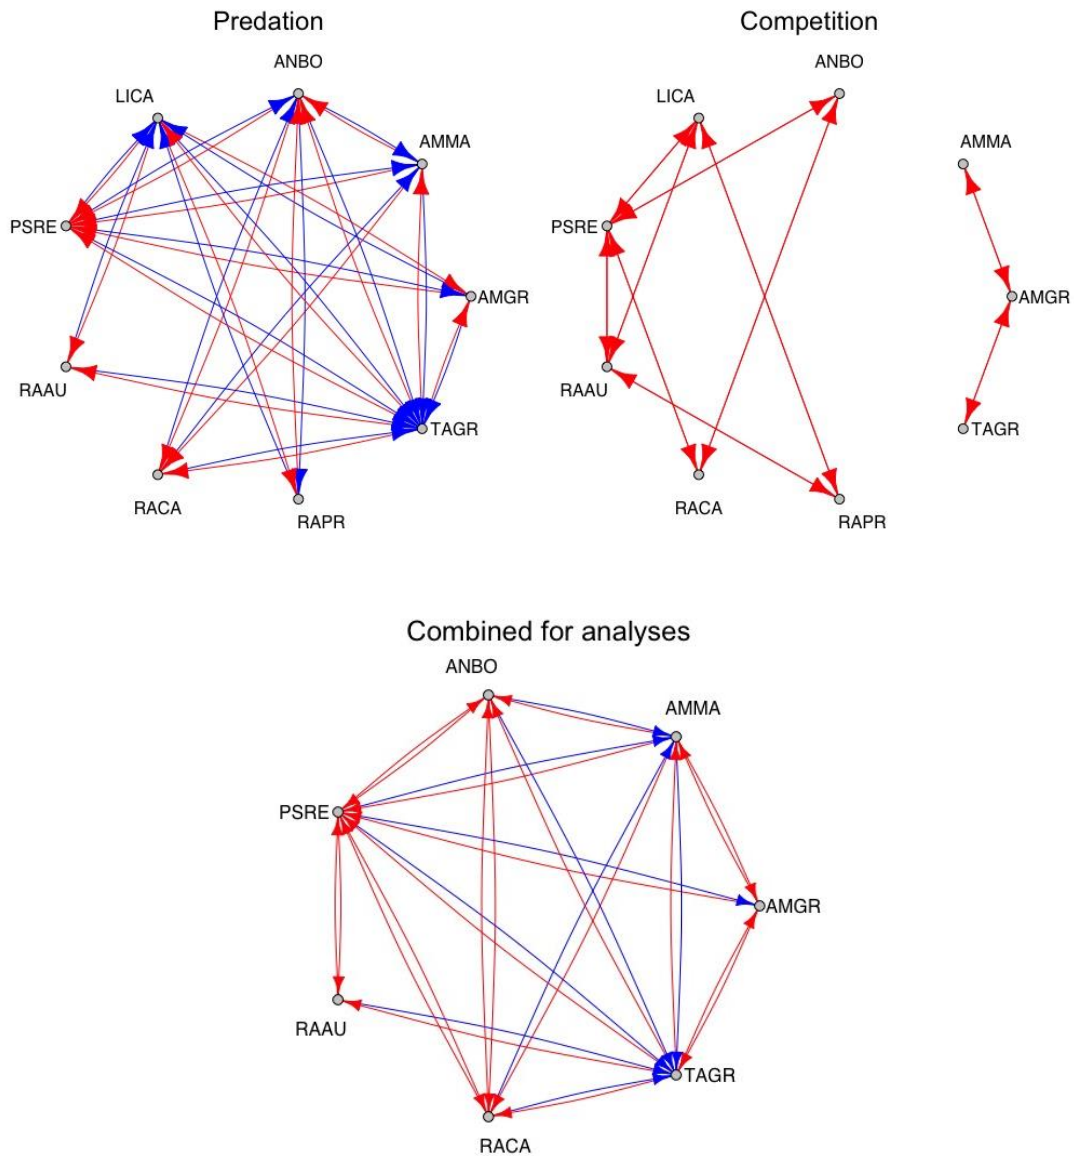 Predation
ANBO
LICA
AMMA
PSRE
AMGR
RAAU
TAGR
RACA
RAPR
Competition
ANBO
LICA
AMMA
PSRE
AMGR
RAAU
TAGR
RACA
RAPR
Combined for analyses
ANBO
AMMA
PSRE
AMGR
RAAU
TAGR
RACA